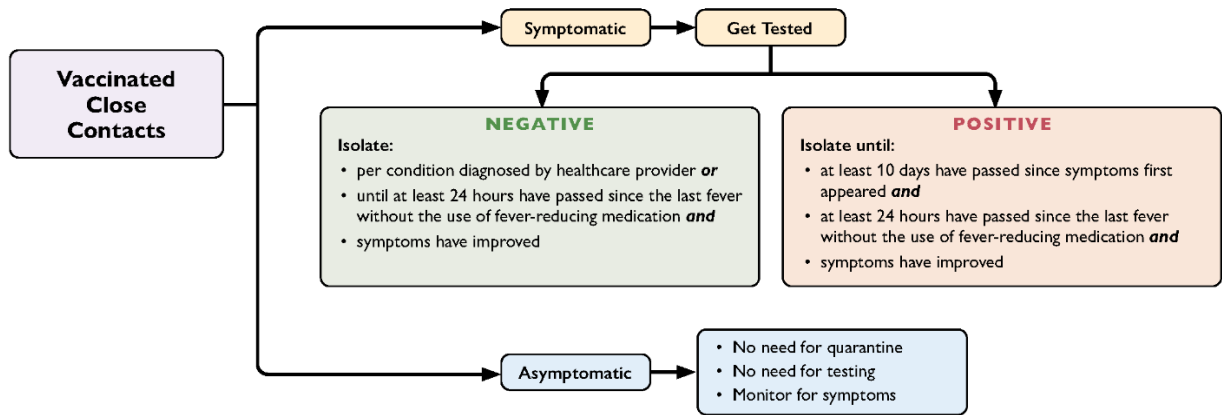 Vaccinated
Close
Contacts
Symptomatic
Get Tested
NEGATIVE
Isolate:
• per condition diagnosed by healthcare provider or
• until at least 24 hours have passed since the last fever
without the use of fever-reducing medication and
• symptoms have improved
POSITIVE
Isolate until:
• at least 10 days have passed since symptoms first
appeared and
• at least 24 hours have passed since the last fever
without the use of fever-reducing medication and
• symptoms have improved
Asymptomatic
• No need for quarantine
• No need for testing
• Monitor for symptoms